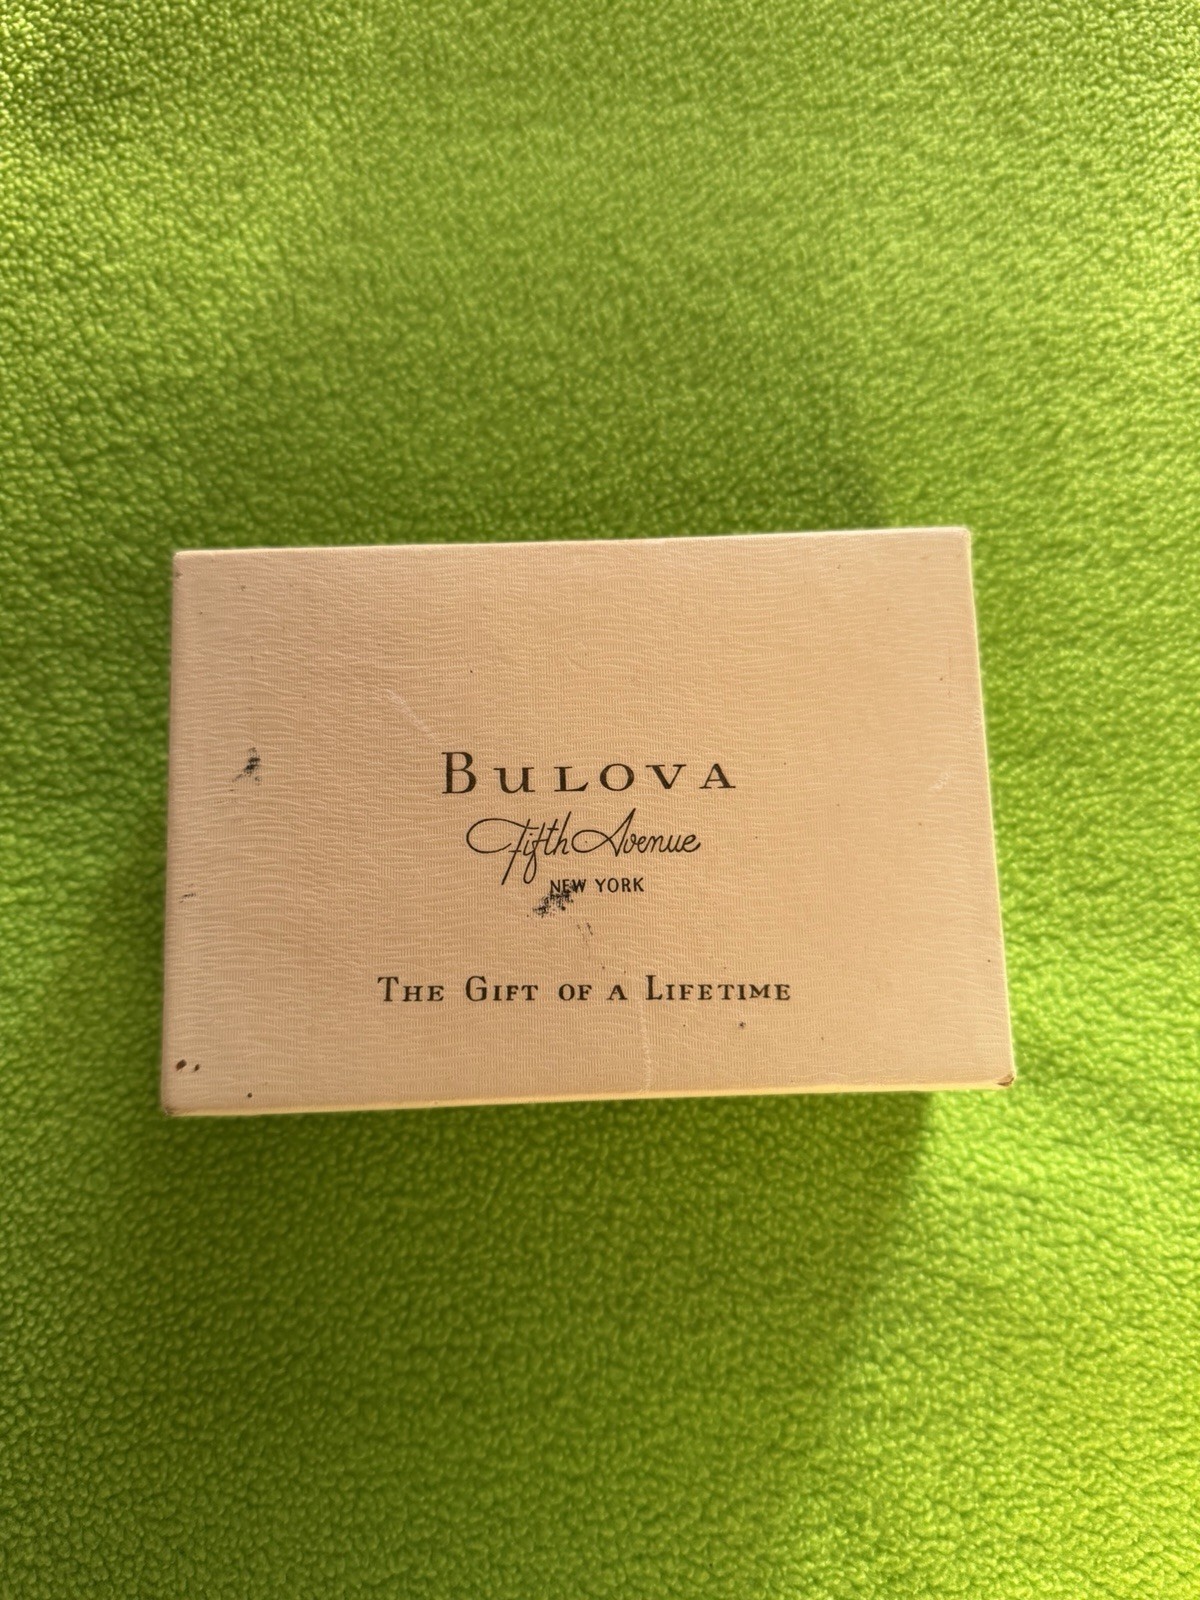 BULOVA
Fifth Avenue
NEW YORK
THE GIFT OF A LIFETIME